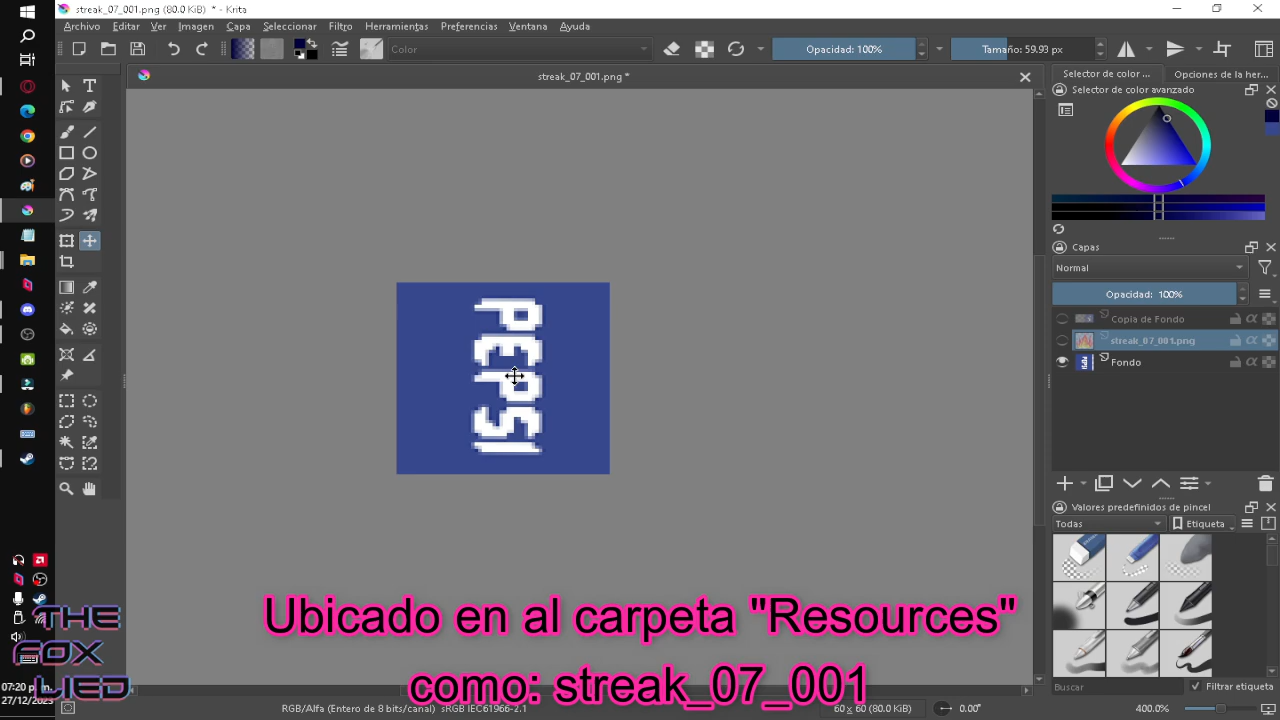 streak_07_001.png (80.0 KiB) * - Krita
Archivo Editar Ver Imagen Capa Seleccionar Filtro Herramientas Preferencias Ventana Ayuda
Color
Opacidad: 100%
Tamaño: 59.93 px
streak_07_001.png *
Selector de color ...
Opciones de la her...
Selector de color avanzado
Capas
Normal
Opacidad: 100%
Copia de Fondo
streak_07_001.png
Fondo
PEPSI
Valores predefinidos de pincel
Todas
Etiqueta
Buscar
Filtrar etiqueta
Ubicado en al carpeta "Resources"
como: streak_07_001
THE
FOX
LIED
07:20 p.m.
27/12/2023
RGB/Alfa (Entero de 8 bits/canal) sRGB IEC61966-2.1
60 x 60 (80.0 KiB)
0.00°
400.0%